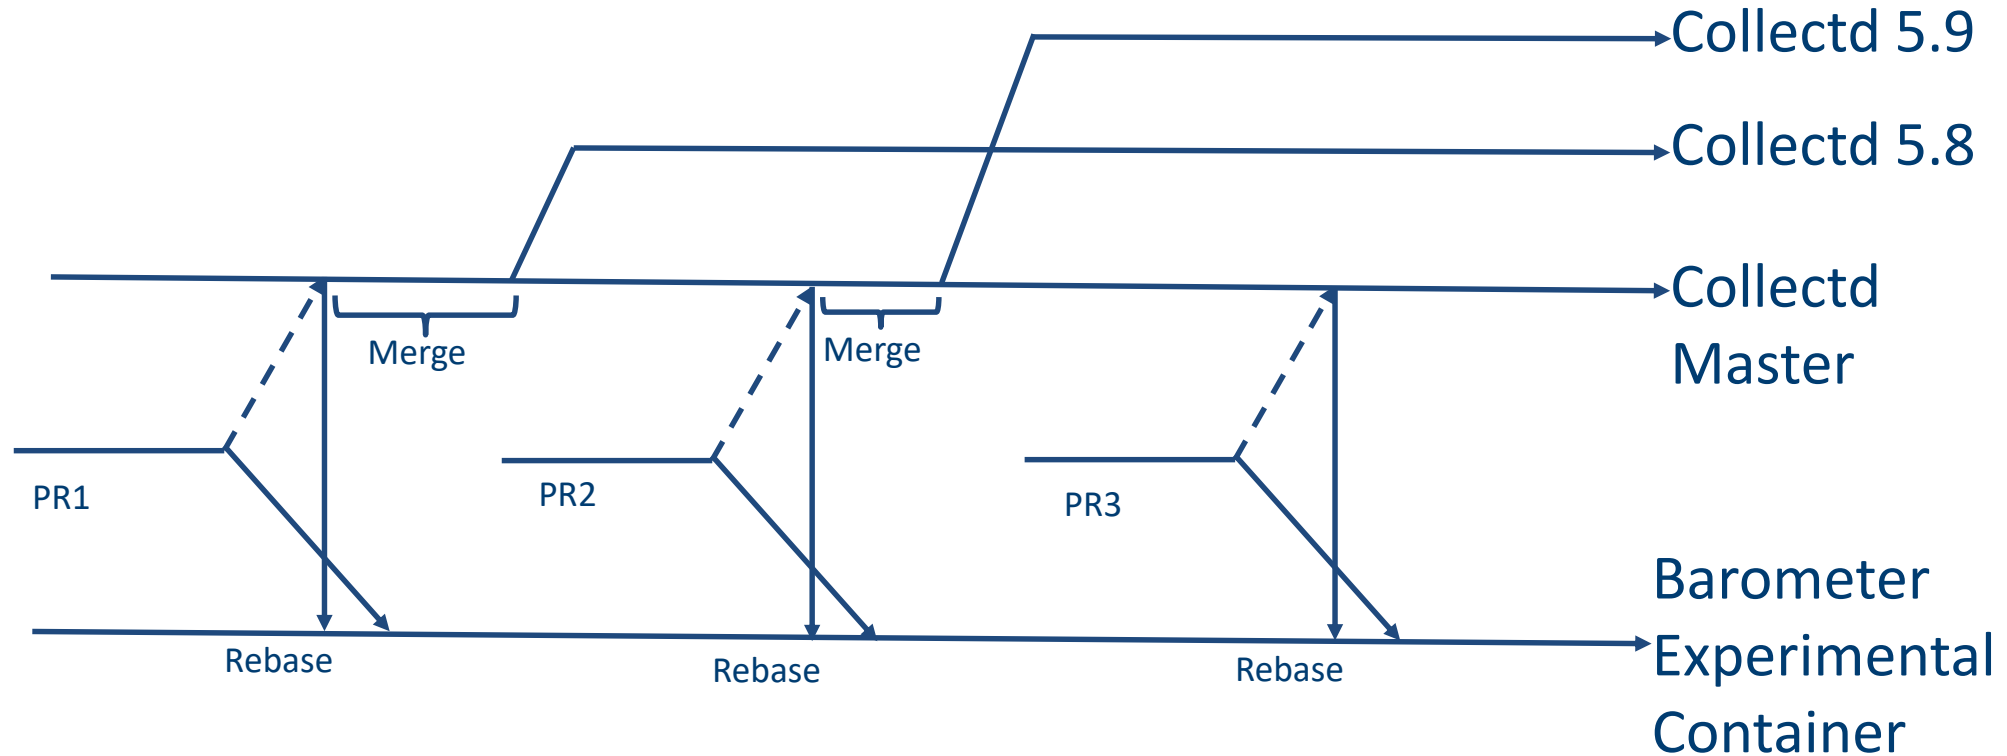 Collectd 5.9
Collectd 5.8
Collectd
Master
Merge
Merge
PR1
PR2
PR3
Barometer
Experimental
Container
Rebase
Rebase
Rebase